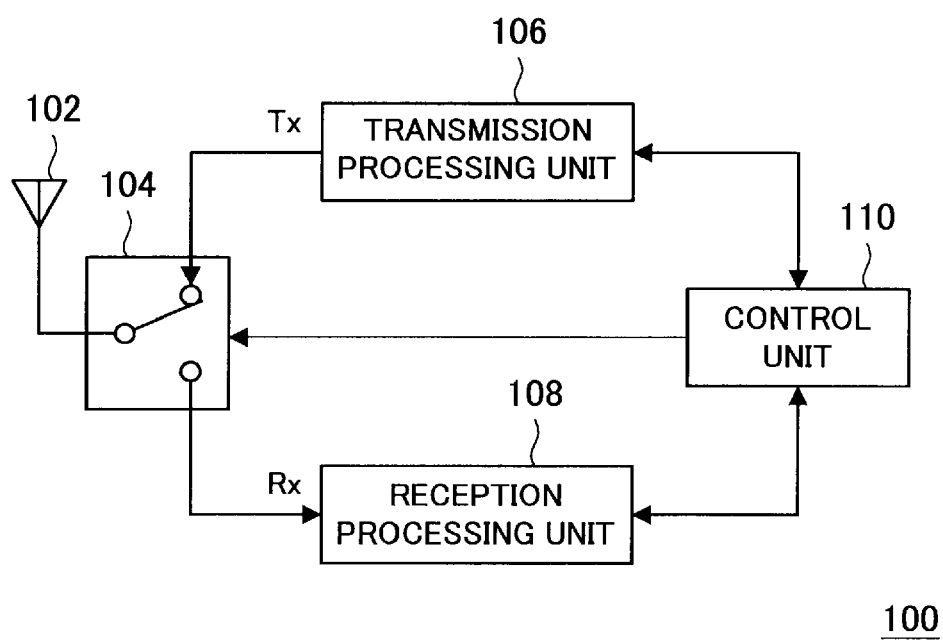 106
102
Tx
TRANSMISSION
PROCESSING UNIT
104
110
CONTROL
UNIT
108
Rx
RECEPTION
PROCESSING UNIT
100